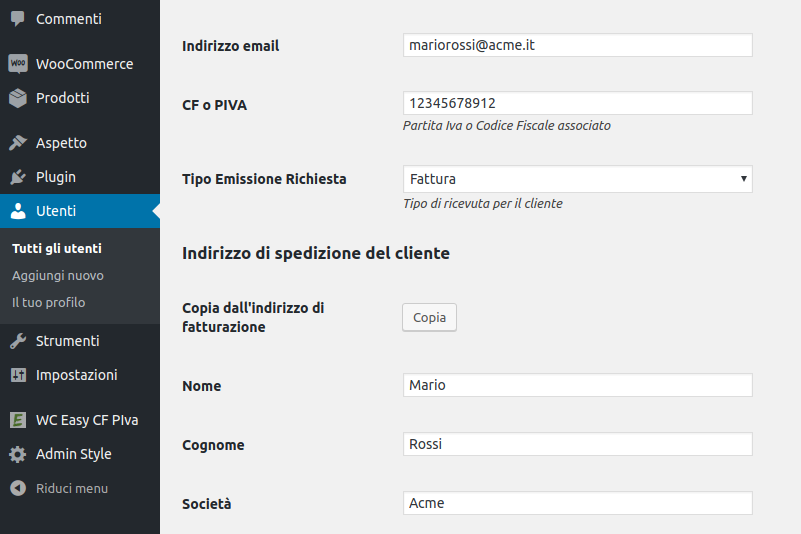 Commenti
WOO WooCommerce
Prodotti
Aspetto
Plugin
Utenti
Tutti gli utenti
Aggiungi nuovo
Il tuo profilo
Strumenti
Impostazioni
E WC Easy CF PIva
Admin Style
Riduci menu
Indirizzo email
mariorossi@acme.it
CF o PIVA
12345678912
Partita Iva o Codice Fiscale associato
Tipo Emissione Richiesta
Fattura
Tipo di ricevuta per il cliente
Indirizzo di spedizione del cliente
Copia dall'indirizzo di
fatturazione
Copia
Nome
Mario
Cognome
Rossi
Società
Acme